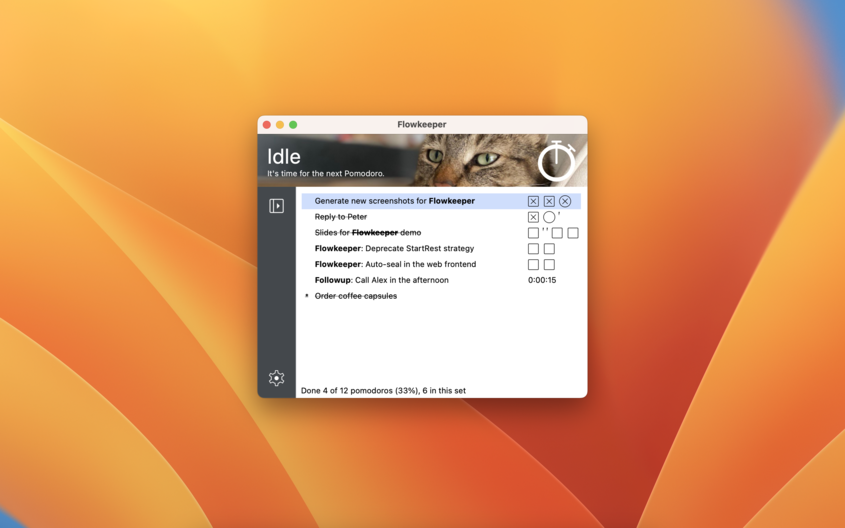 Flowkeeper
Idle
It's time for the next Pomodoro.
Generate new screenshots for Flowkeeper
Reply to Peter '
Slides for Flowkeeper demo ' '
Flowkeeper: Deprecate StartRest strategy
Flowkeeper: Auto-seal in the web frontend
Followup: Call Alex in the afternoon 0:00:15
* Order coffee capsules
Done 4 of 12 pomodoros (33%), 6 in this set